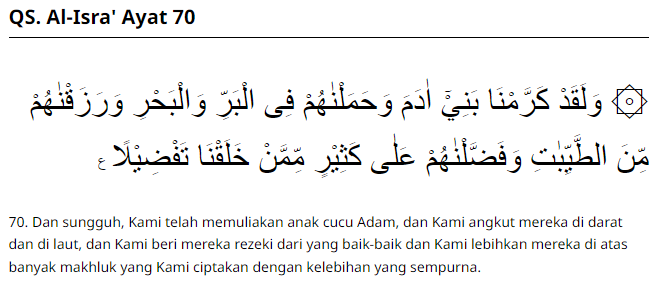 QS. Al-Isra' Ayat 70
۞ وَلَقَدْ كَرَّمْنَا بَنِيْٓ اٰدَمَ وَحَمَلْنٰهُمْ فِى الْبَرِّ وَالْبَحْرِ وَرَزَقْنٰهُمْ
مِّنَ الطَّيِّبٰتِ وَفَضَّلْنٰهُمْ عَلٰى كَثِيْرٍ مِّمَّنْ خَلَقْنَا تَفْضِيْلًا ࣖ
70. Dan sungguh, Kami telah memuliakan anak cucu Adam, dan Kami angkut mereka di darat
dan di laut, dan Kami beri mereka rezeki dari yang baik-baik dan Kami lebihkan mereka di atas
banyak makhluk yang Kami ciptakan dengan kelebihan yang sempurna.